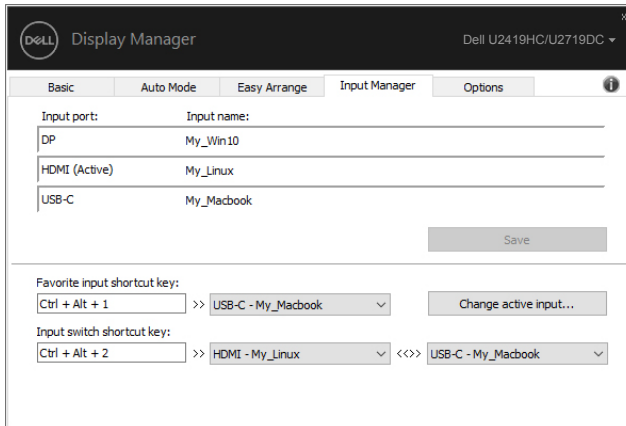 DELL Display Manager Dell U2419HC/U2719DC
Basic Auto Mode Easy Arrange Input Manager Options
Input port: Input name:
DP My_Win10
HDMI (Active) My_Linux
USB-C My_Macbook
Save
Favorite input shortcut key:
Ctrl + Alt + 1 >> USB-C - My_Macbook Change active input...
Input switch shortcut key:
Ctrl + Alt + 2 >> HDMI - My_Linux <<>> USB-C - My_Macbook